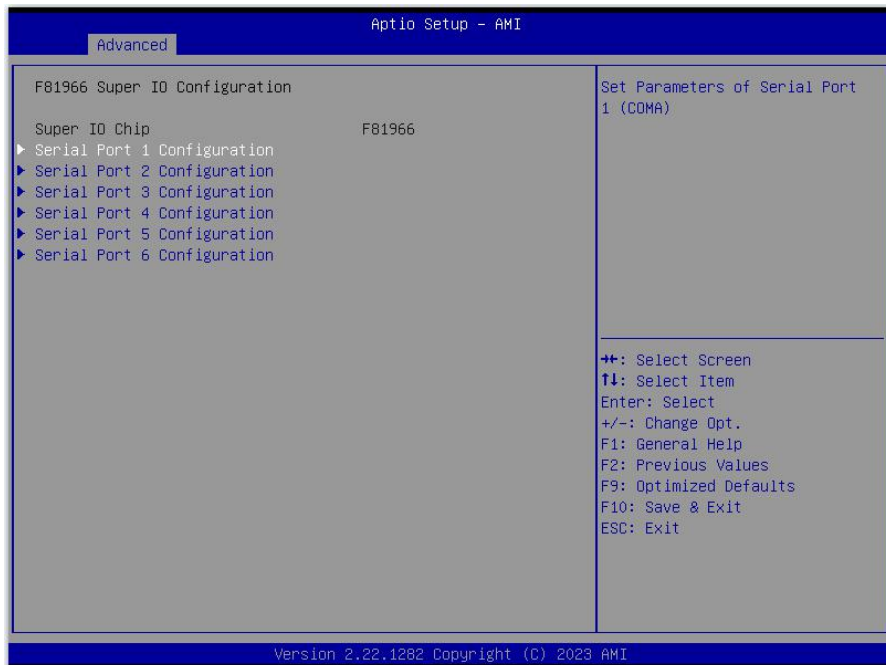 Aptio Setup - AMI
Advanced
F81966 Super IO Configuration
Super IO Chip F81966
Serial Port 1 Configuration
Serial Port 2 Configuration
Serial Port 3 Configuration
Serial Port 4 Configuration
Serial Port 5 Configuration
Serial Port 6 Configuration
Set Parameters of Serial Port
1 (COMA)
→←: Select Screen
↑↓: Select Item
Enter: Select
+/-: Change Opt.
F1: General Help
F2: Previous Values
F9: Optimized Defaults
F10: Save & Exit
ESC: Exit
Version 2.22.1282 Copyright (C) 2023 AMI